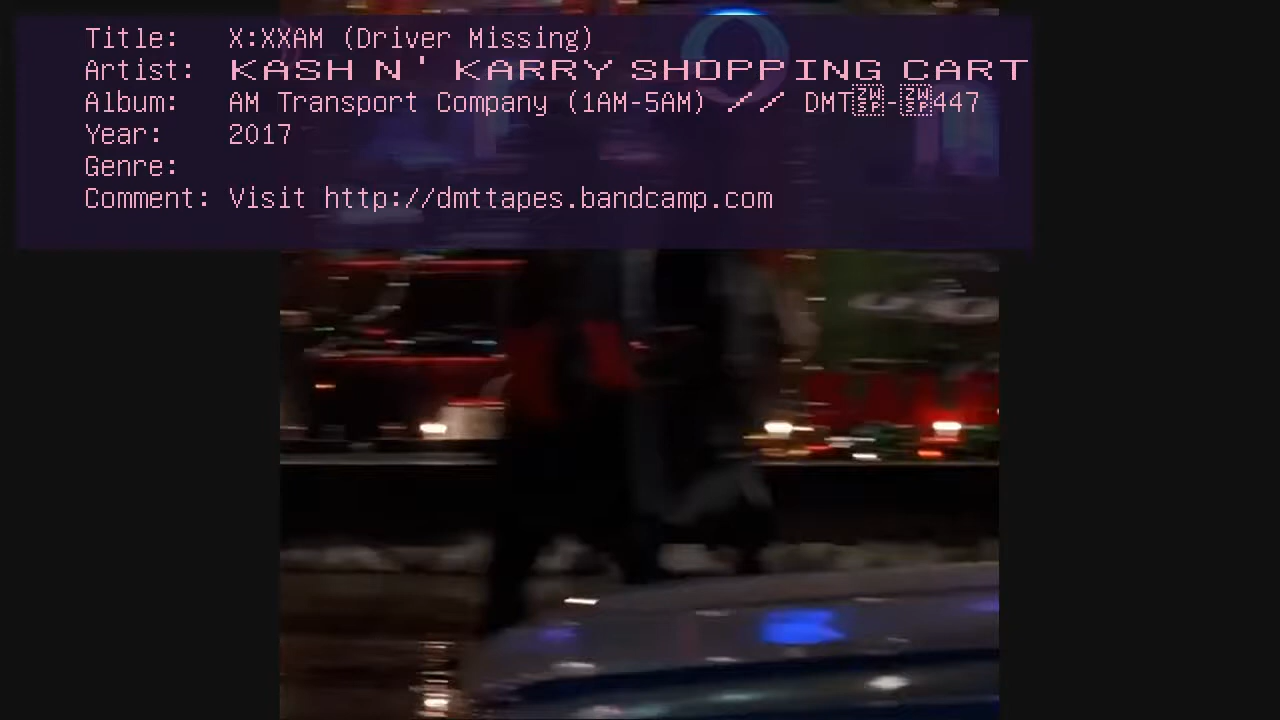 Title: X:XXAM (Driver Missing)
Artist: KASH N' KARRY SHOPPING CART
Album: AM Transport Company (1AM-5AM) // DMT​-​447
Year: 2017
Genre:
Comment: Visit http://dmttapes.bandcamp.com